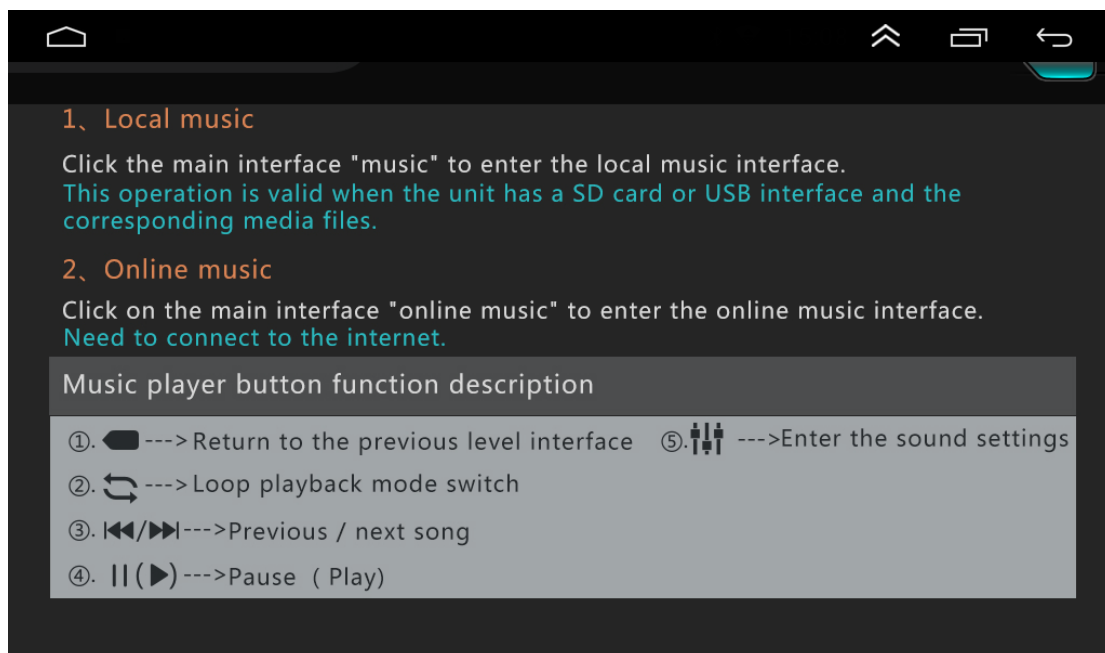 1、Local music
Click the main interface "music" to enter the local music interface.
This operation is valid when the unit has a SD card or USB interface and the
corresponding media files.
2、Online music
Click on the main interface "online music" to enter the online music interface.
Need to connect to the internet.
Music player button function description
①. --->Return to the previous level interface ⑤. --->Enter the sound settings
②. --->Loop playback mode switch
③. /--->Previous / next song
④. ( )--->Pause ( Play)